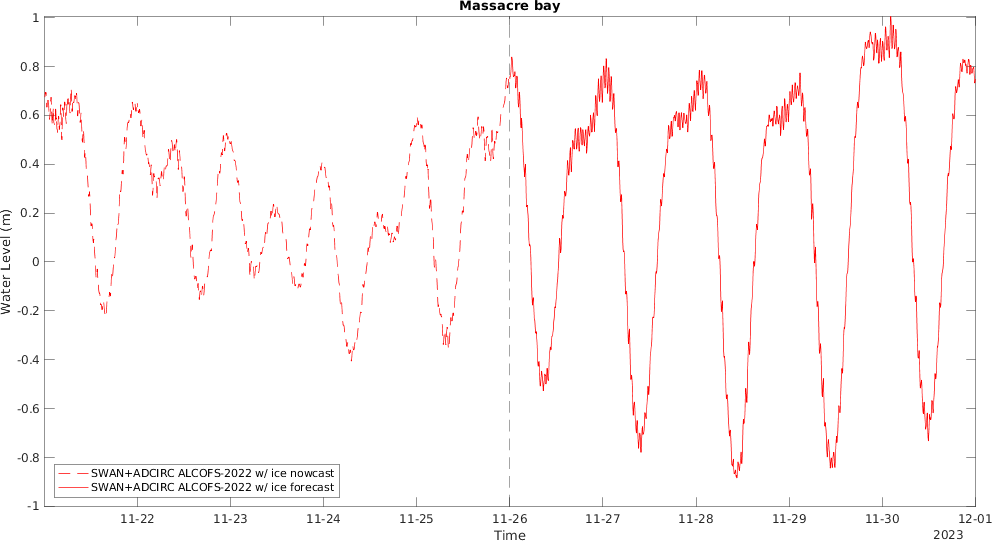 Massacre bay
1
0.8
0.6
0.4
0.2
0
-0.2
-0.4
-0.6
-0.8
-1
Water Level (m)
SWAN+ADCIRC ALCOFS-2022 w/ ice nowcast
SWAN+ADCIRC ALCOFS-2022 w/ ice forecast
11-22 11-23 11-24 11-25 11-26 11-27 11-28 11-29 11-30 12-01
Time
2023